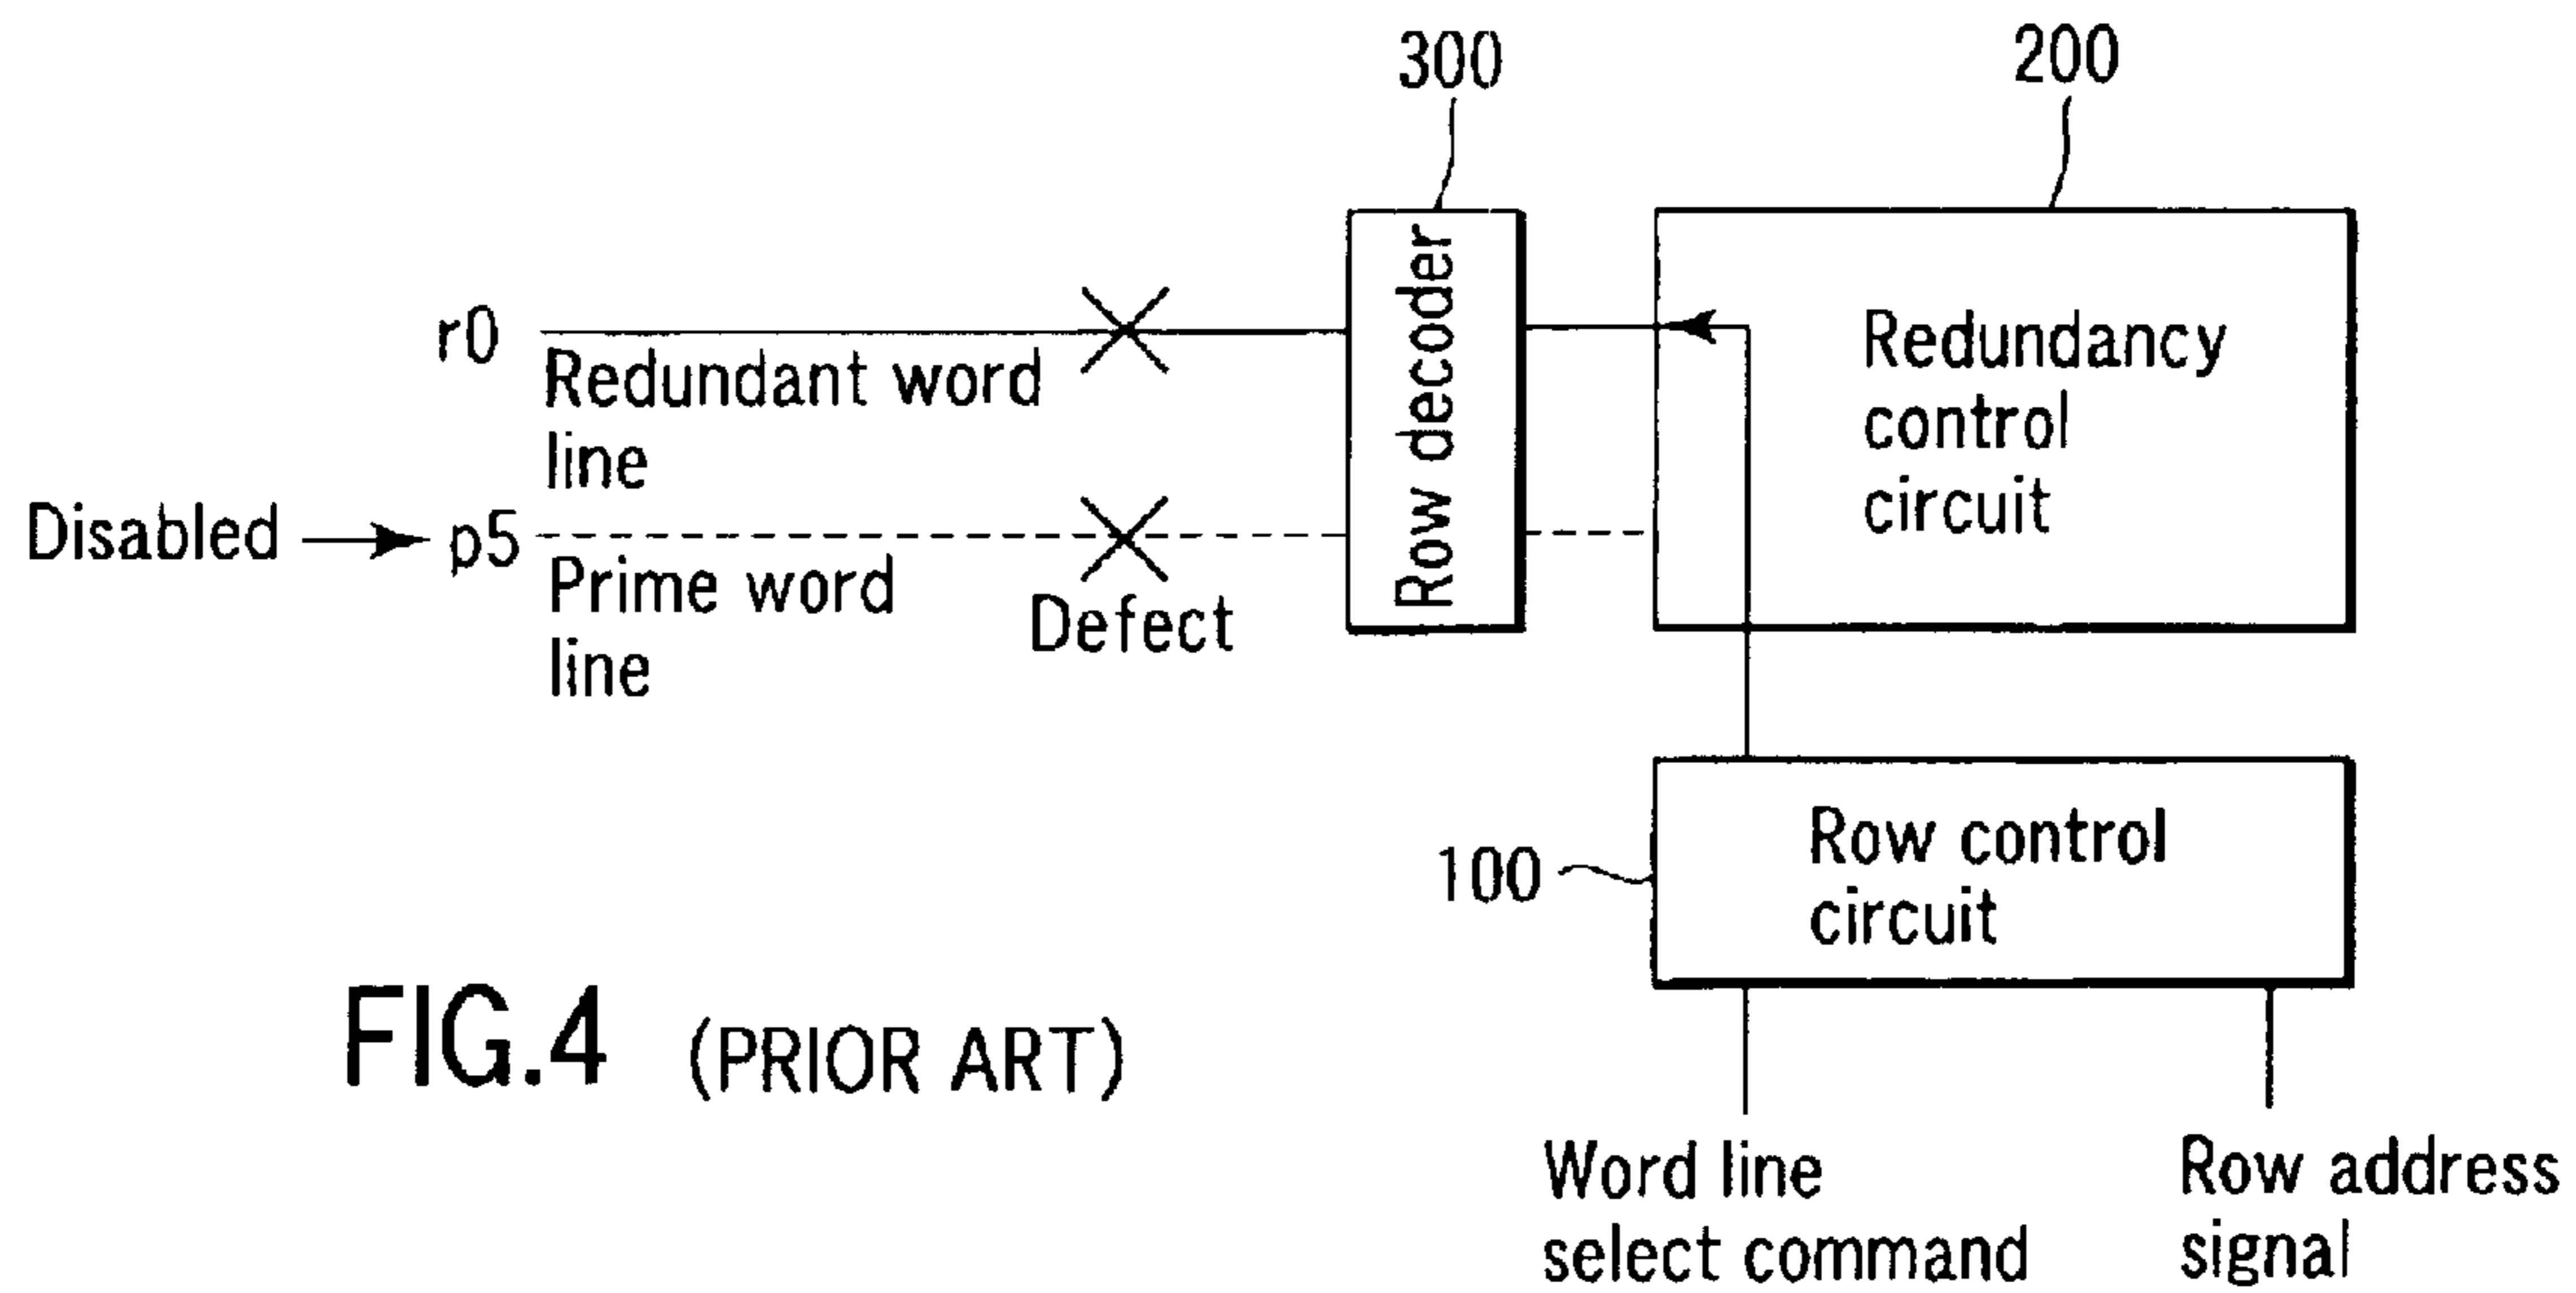 300
200
r0
Redundant word
line
Disabled
p5
Prime word
line
Defect
Row decoder
Redundancy
control
circuit
100
Row control
circuit
Word line
select command
Row address
signal
FIG.4 (PRIOR ART)